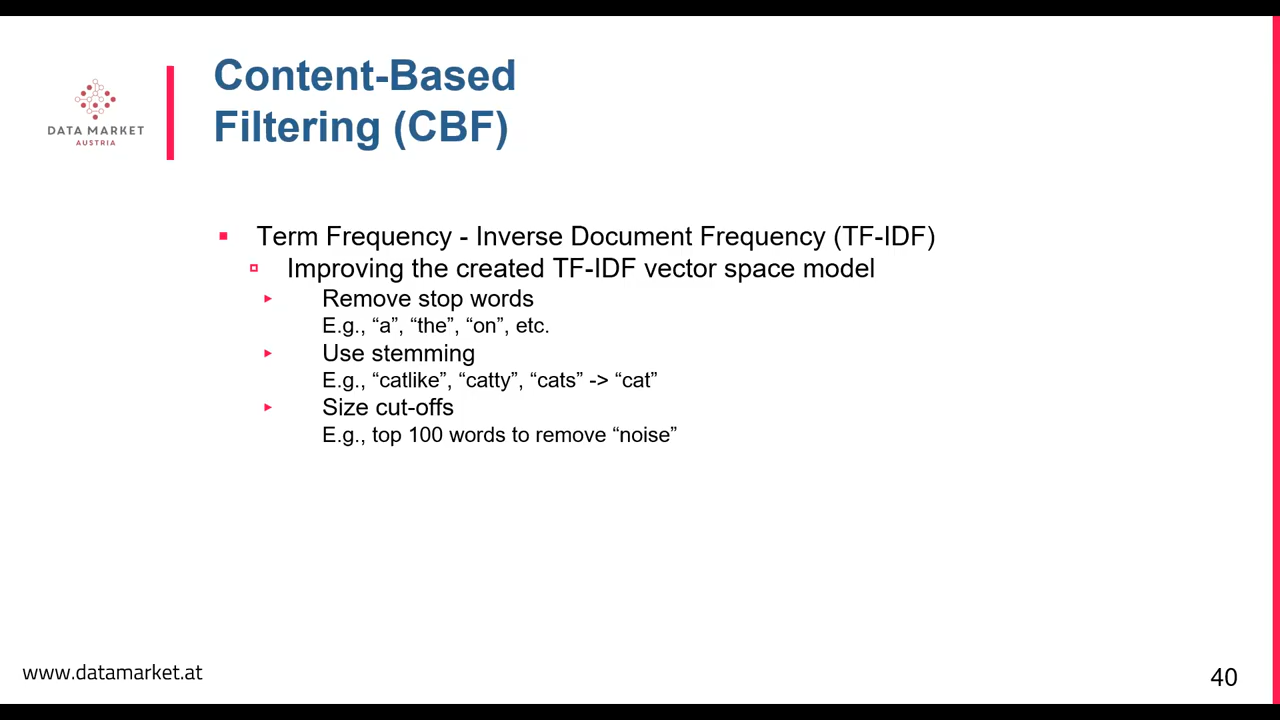 DATA MARKET
AUSTRIA
Content-Based
Filtering (CBF)
Term Frequency - Inverse Document Frequency (TF-IDF)
Improving the created TF-IDF vector space model
Remove stop words
E.g., “a”, “the”, “on”, etc.
Use stemming
E.g., “catlike”, “catty”, “cats” -> “cat”
Size cut-offs
E.g., top 100 words to remove “noise”
www.datamarket.at
40